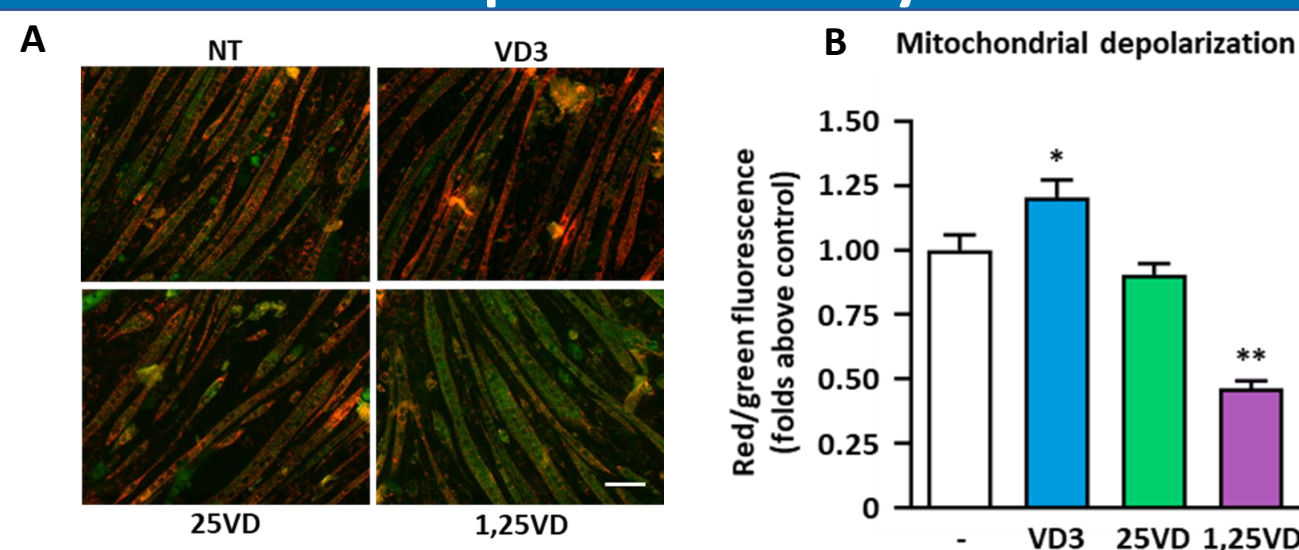 A
NT
VD3
25VD
1,25VD
B
Mitochondrial depolarization
Red/green fluorescence
(folds above control)
1.50
1.25
1.00
0.75
0.50
0.25
0
*
**
-
VD3
25VD
1,25VD